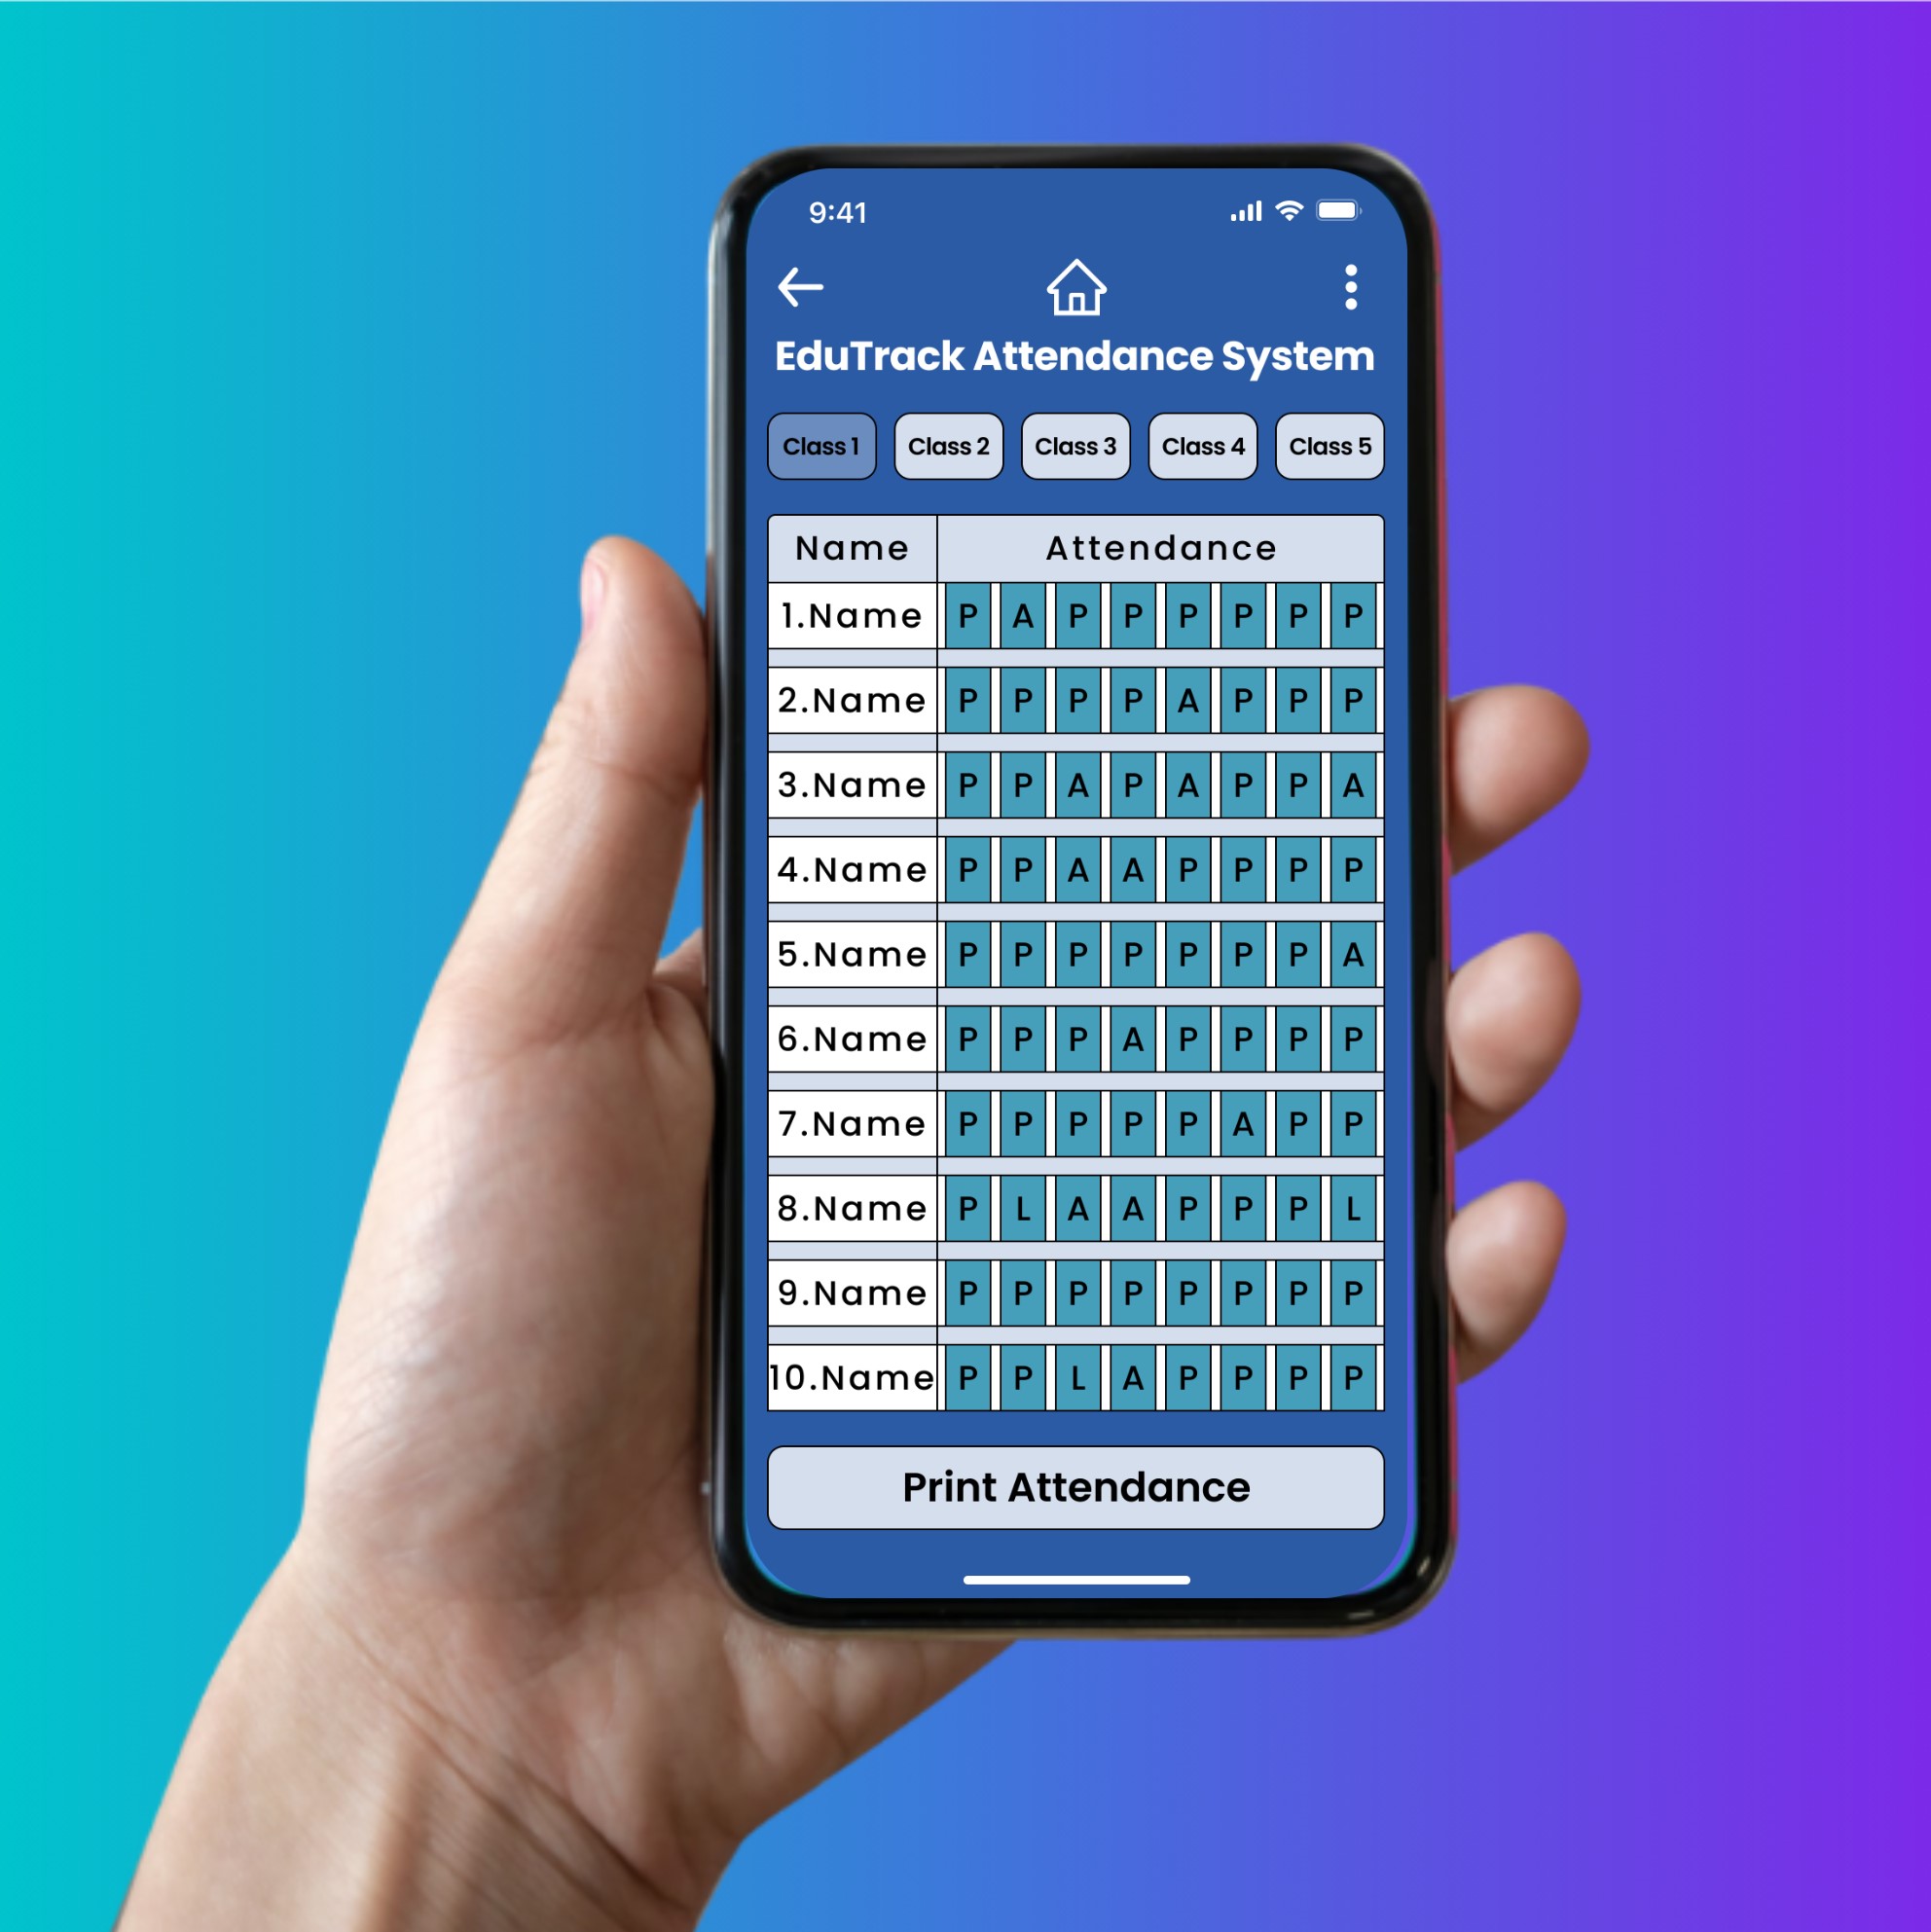 9:41
EduTrack Attendance System
Class 1 Class 2 Class 3 Class 4 Class 5
Name Attendance
1.Name P A P P P P P P
2.Name P P P P A P P P
3.Name P P A P A P P A
4.Name P P A A P P P P
5.Name P P P P P P P A
6.Name P P P A P P P P
7.Name P P P P P A P P
8.Name P L A A P P P L
9.Name P P P P P P P P
10.Name P P L A P P P P
Print Attendance